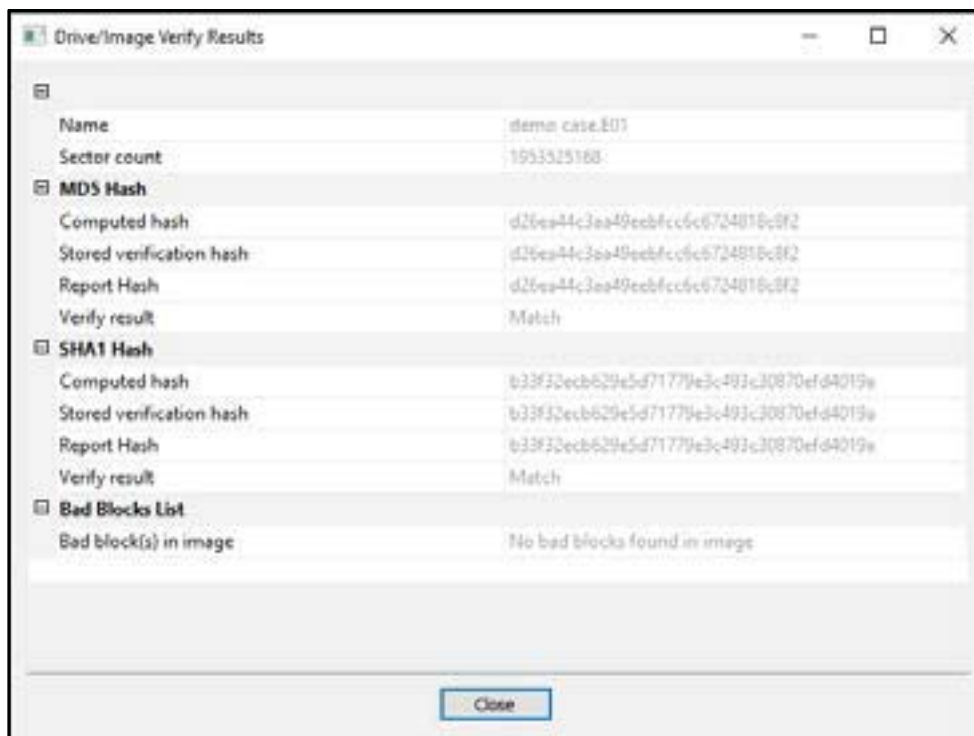 Drive/Image Verify Results
Name demo case.E01
Sector count 1953525168
MD5 Hash
Computed hash d26ea44c3aa49eebfcc6c6724818c8f2
Stored verification hash d26ea44c3aa49eebfcc6c6724818c8f2
Report Hash d26ea44c3aa49eebfcc6c6724818c8f2
Verify result Match
SHA1 Hash
Computed hash b33f32ecb629e5d71779e3c493c30870efd4019a
Stored verification hash b33f32ecb629e5d71779e3c493c30870efd4019a
Report Hash b33f32ecb629e5d71779e3c493c30870efd4019a
Verify result Match
Bad Blocks List
Bad block(s) in image No bad blocks found in image
Close